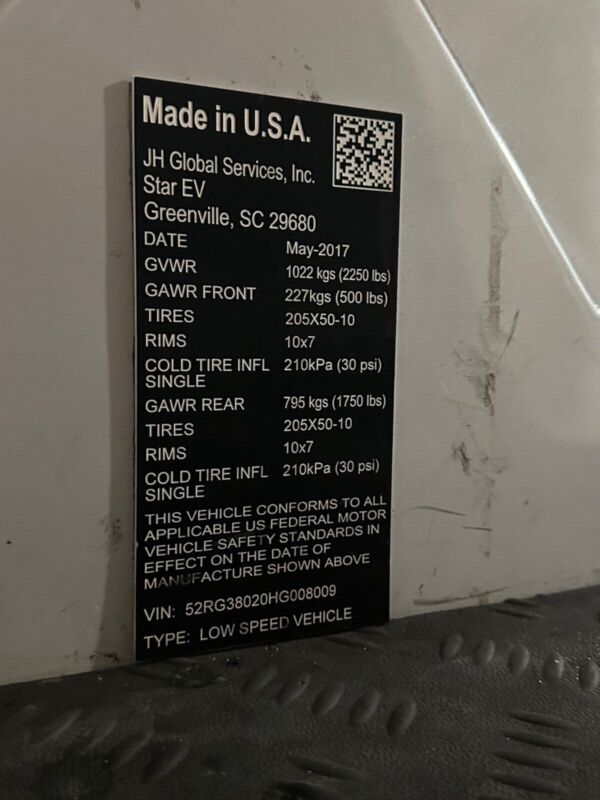 Made in U.S.A.
JH Global Services, Inc.
Star EV
Greenville, SC 29680
DATE May-2017
GVWR 1022 kgs (2250 lbs)
GAWR FRONT 227kgs (500 lbs)
TIRES 205X50-10
RIMS 10x7
COLD TIRE INFL 210kPa (30 psi)
SINGLE
GAWR REAR 795 kgs (1750 lbs)
TIRES 205X50-10
RIMS 10x7
COLD TIRE INFL 210kPa (30 psi)
SINGLE
THIS VEHICLE CONFORMS TO ALL
APPLICABLE US FEDERAL MOTOR
VEHICLE SAFETY STANDARDS IN
EFFECT ON THE DATE OF
MANUFACTURE SHOWN ABOVE
VIN: 52RG38020HG008009
TYPE: LOW SPEED VEHICLE